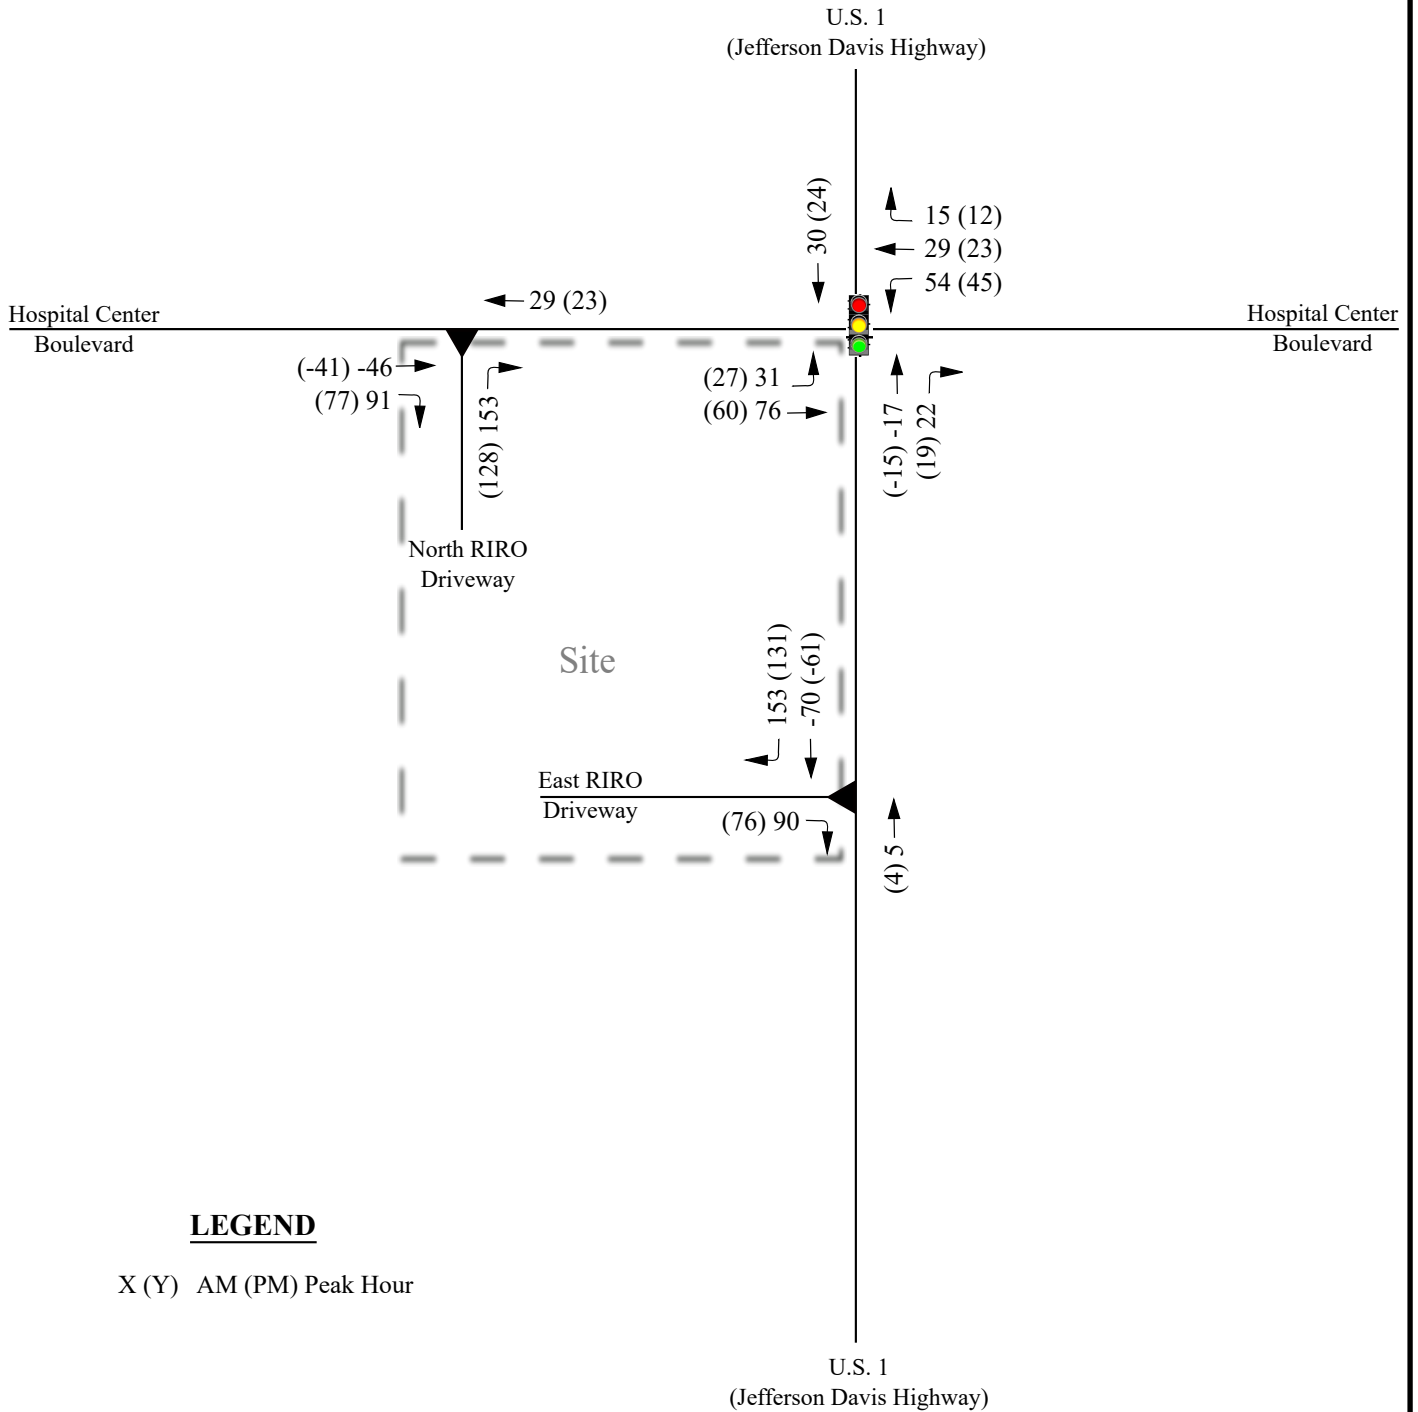 U.S. 1
(Jefferson Davis Highway)
30 (24)
15 (12)
29 (23)
54 (45)
29 (23)
Hospital Center
Boulevard
Hospital Center
Boulevard
(-41) -46
(77) 91
(128) 153
(27) 31
(60) 76
(-15) -17
(19) 22
North RIRO
Driveway
Site
153 (131)
-70 (-61)
East RIRO
Driveway
(76) 90
(4) 5
LEGEND
X (Y) AM (PM) Peak Hour
U.S. 1
(Jefferson Davis Highway)